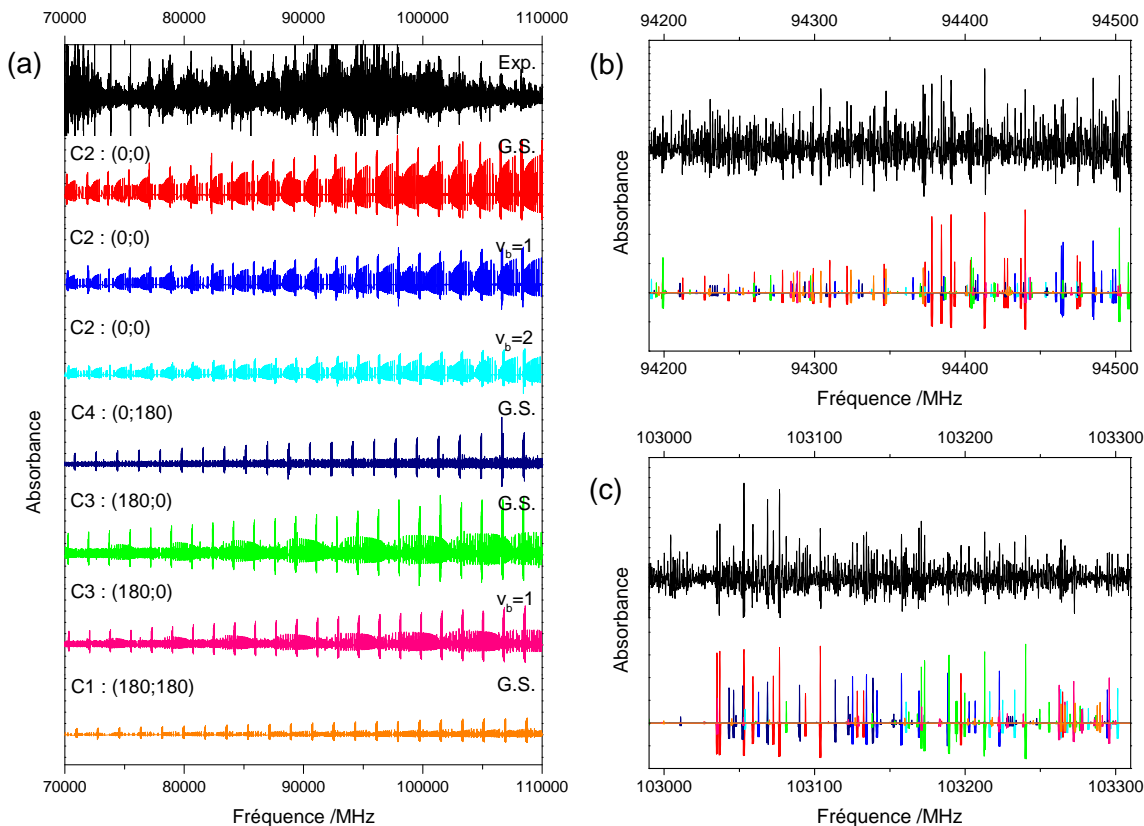 70000 80000 90000 100000 110000
(a)
Exp.
C2 : (0;0)
G.S.
C2 : (0;0)
v_b=1
C2 : (0;0)
v_b=2
C4 : (0;180)
G.S.
C3 : (180;0)
G.S.
C3 : (180;0)
v_b=1
C1 : (180;180)
G.S.
Absorbance
70000 80000 90000 100000 110000
Fréquence /MHz
94200 94300 94400 94500
(b)
Absorbance
94200 94300 94400 94500
Fréquence /MHz
103000 103100 103200 103300
(c)
Absorbance
103000 103100 103200 103300
Fréquence /MHz